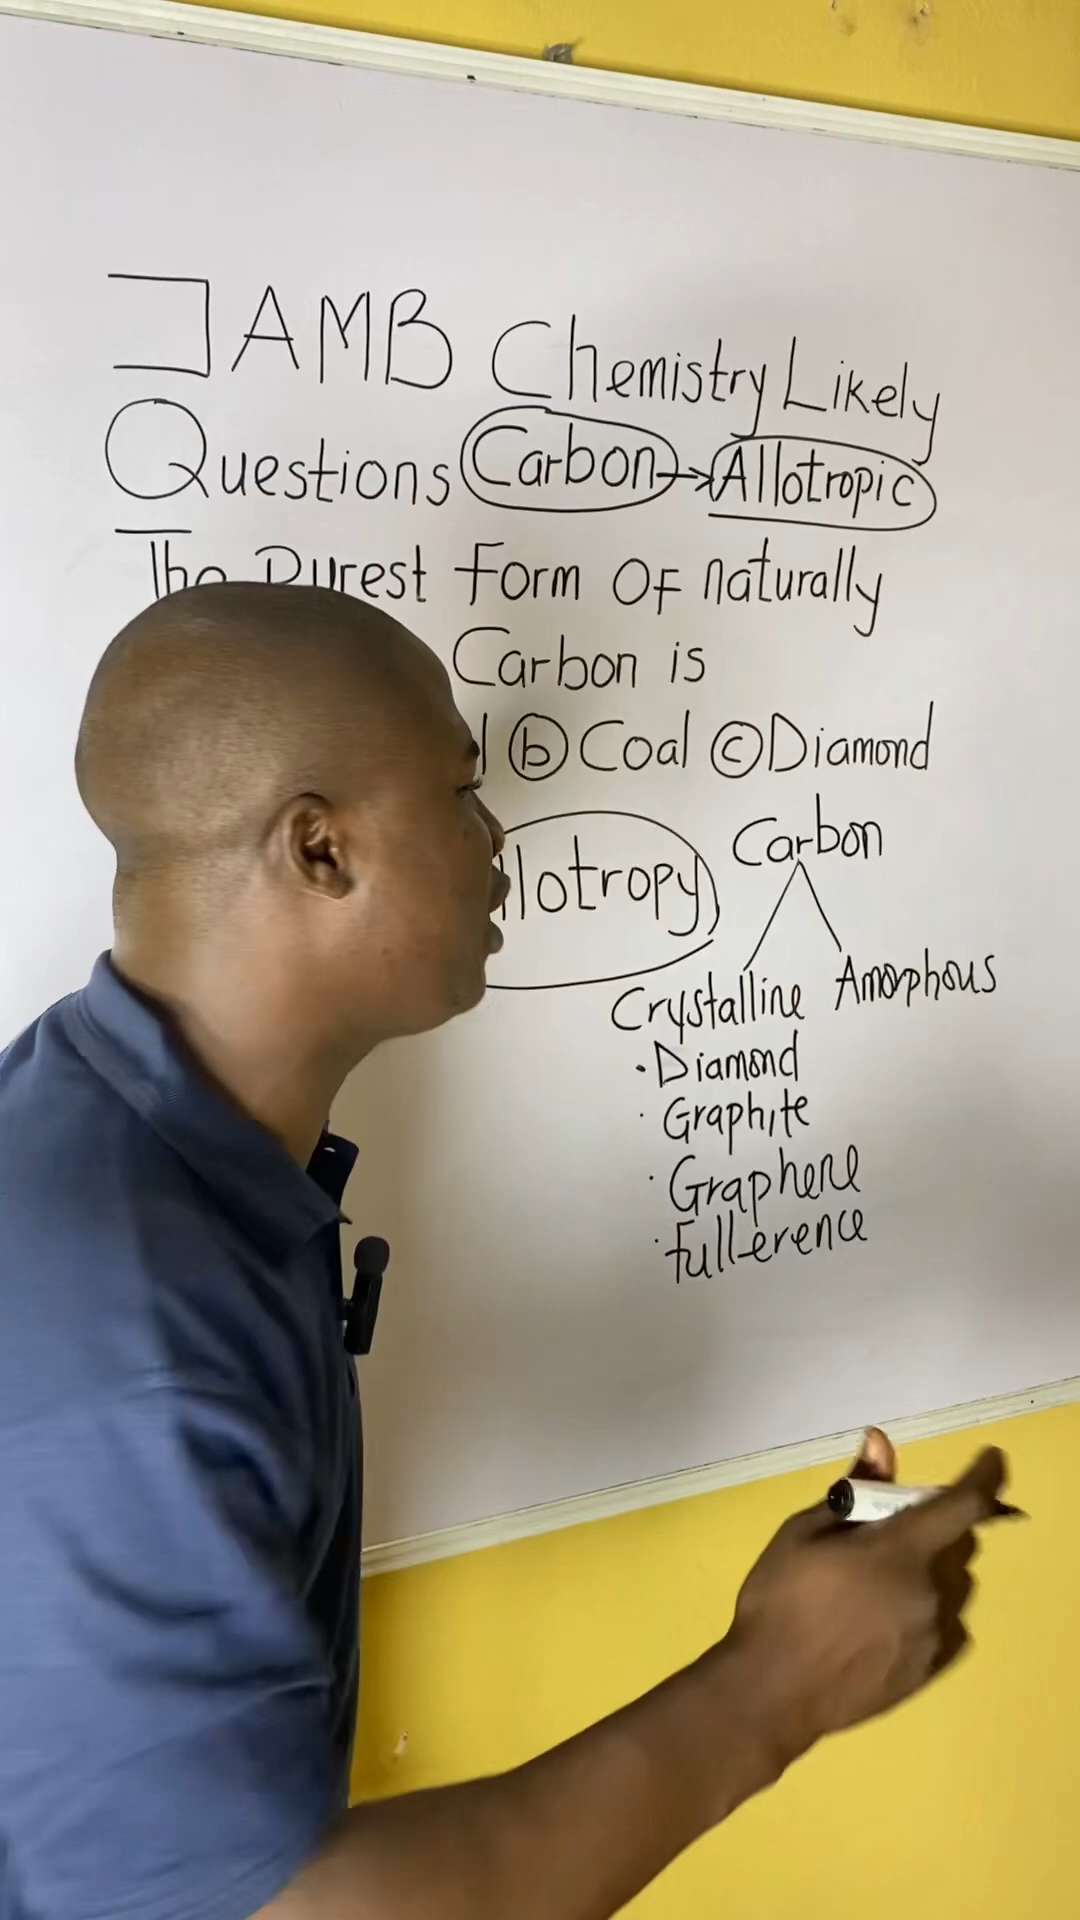 JAMB Chemistry Likely
Questions Carbon → Allotropic
The Purest Form OF naturally
Carbon is
ⓑ Coal ⓒ Diamond
Carbon
Crystalline Amorphous
· Diamond
· Graphite
· Graphene
· fullerence